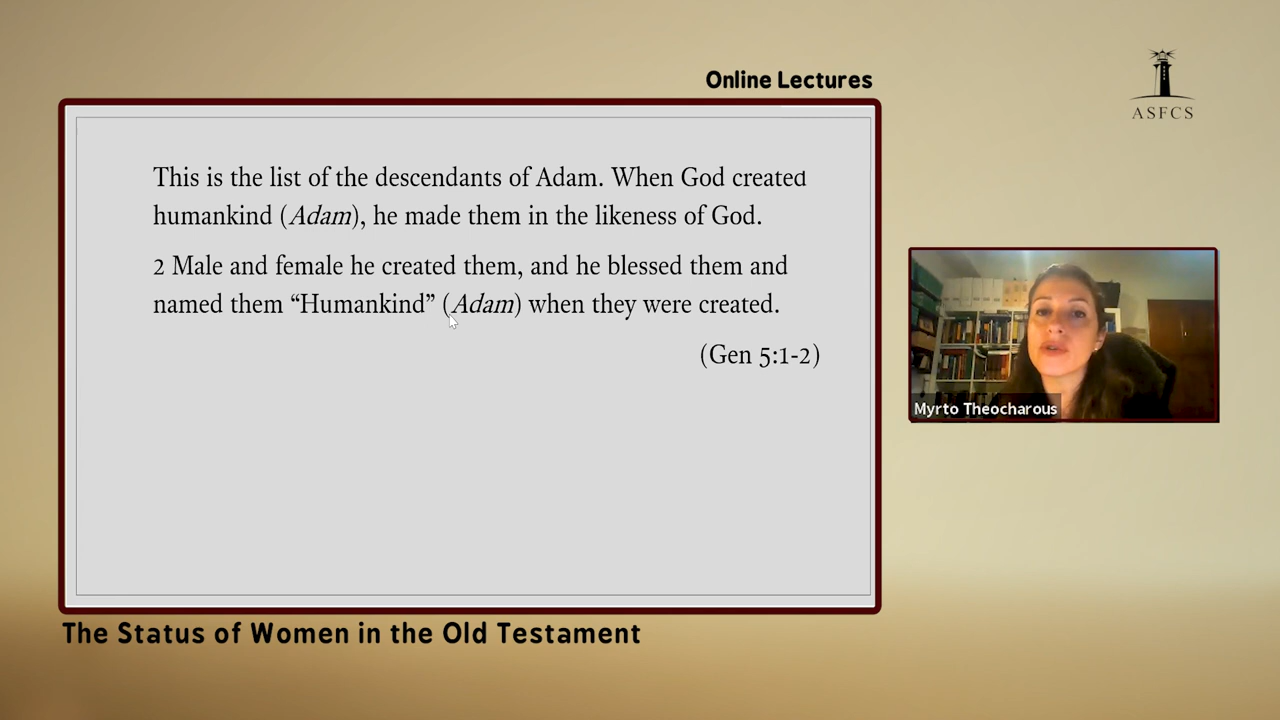 Online Lectures
ASFCS
This is the list of the descendants of Adam. When God created
humankind (Adam), he made them in the likeness of God.
2 Male and female he created them, and he blessed them and
named them “Humankind” (Adam) when they were created.
(Gen 5:1-2)
Myrto Theocharous
The Status of Women in the Old Testament